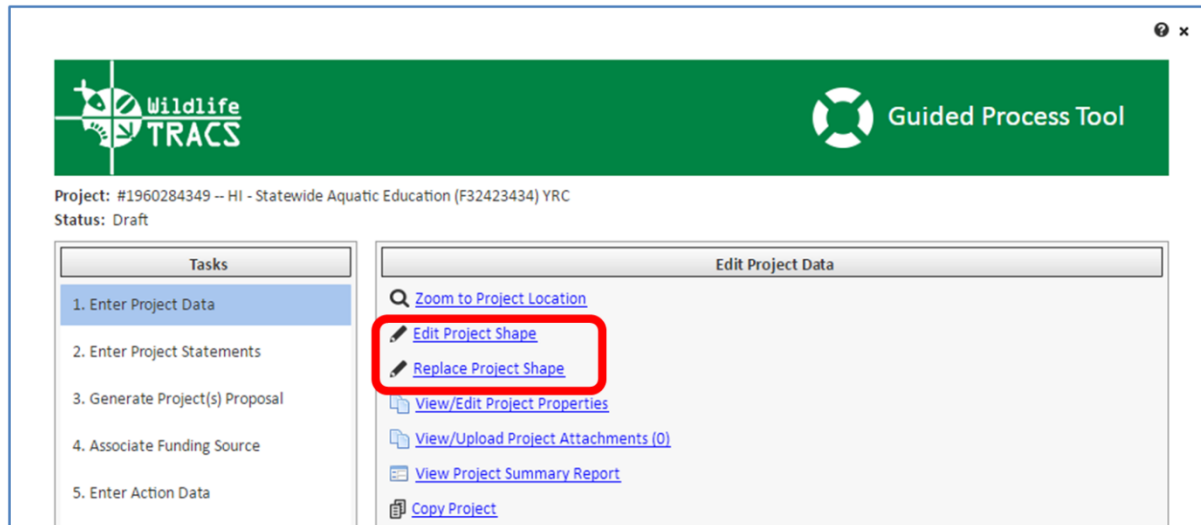 Wildlife
TRACS
Guided Process Tool
Project: #1960284349 -- HI - Statewide Aquatic Education (F32423434) YRC
Status: Draft
Tasks
1. Enter Project Data
2. Enter Project Statements
3. Generate Project(s) Proposal
4. Associate Funding Source
5. Enter Action Data
Edit Project Data
Zoom to Project Location
Edit Project Shape
Replace Project Shape
View/Edit Project Properties
View/Upload Project Attachments (0)
View Project Summary Report
Copy Project